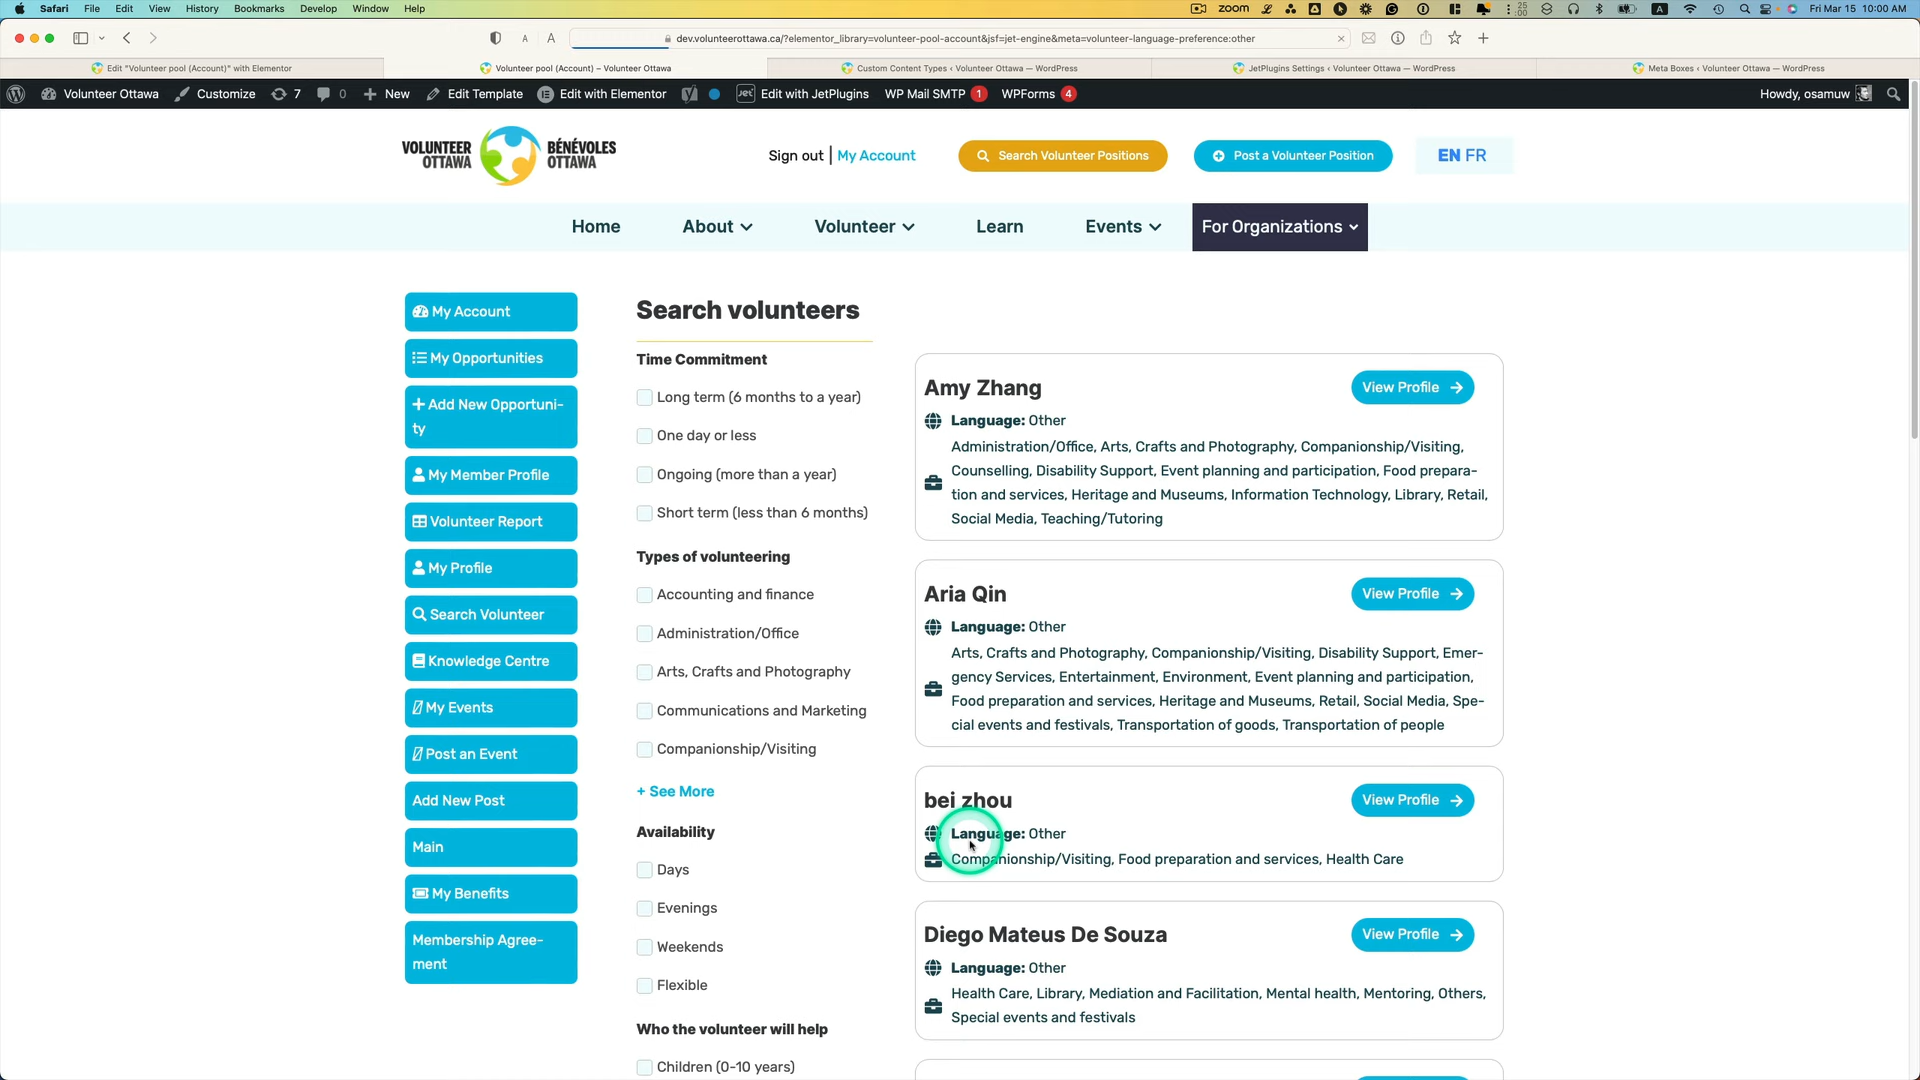 Safari File Edit View History Bookmarks Develop Window Help zoom 25 00 A Fri Mar 15 10:00 AM
A A dev.volunteerottawa.ca/?elementor_library=volunteer-pool-account&jsf=jet-engine&meta=volunteer-language-preference:other
Edit "Volunteer pool (Account)" with Elementor Volunteer pool (Account) – Volunteer Ottawa Custom Content Types ‹ Volunteer Ottawa — WordPress JetPlugins Settings ‹ Volunteer Ottawa — WordPress Meta Boxes ‹ Volunteer Ottawa — WordPress
Volunteer Ottawa Customize 7 0 New Edit Template Edit with Elementor Jet Edit with JetPlugins WP Mail SMTP 1 WPForms 4 Howdy, osamuw
VOLUNTEER OTTAWA BÉNÉVOLES OTTAWA
Sign out | My Account Search Volunteer Positions Post a Volunteer Position EN FR
Home About Volunteer Learn Events For Organizations
My Account
My Opportunities
Add New Opportuni-
ty
My Member Profile
Volunteer Report
My Profile
Search Volunteer
Knowledge Centre
My Events
Post an Event
Add New Post
Main
My Benefits
Membership Agree-
ment
Search volunteers
Time Commitment
Long term (6 months to a year)
One day or less
Ongoing (more than a year)
Short term (less than 6 months)
Types of volunteering
Accounting and finance
Administration/Office
Arts, Crafts and Photography
Communications and Marketing
Companionship/Visiting
+ See More
Availability
Days
Evenings
Weekends
Flexible
Who the volunteer will help
Children (0-10 years)
Amy Zhang View Profile
Language: Other
Administration/Office, Arts, Crafts and Photography, Companionship/Visiting,
Counselling, Disability Support, Event planning and participation, Food prepara-
tion and services, Heritage and Museums, Information Technology, Library, Retail,
Social Media, Teaching/Tutoring
Aria Qin View Profile
Language: Other
Arts, Crafts and Photography, Companionship/Visiting, Disability Support, Emer-
gency Services, Entertainment, Environment, Event planning and participation,
Food preparation and services, Heritage and Museums, Retail, Social Media, Spe-
cial events and festivals, Transportation of goods, Transportation of people
bei zhou View Profile
Language: Other
Companionship/Visiting, Food preparation and services, Health Care
Diego Mateus De Souza View Profile
Language: Other
Health Care, Library, Mediation and Facilitation, Mental health, Mentoring, Others,
Special events and festivals